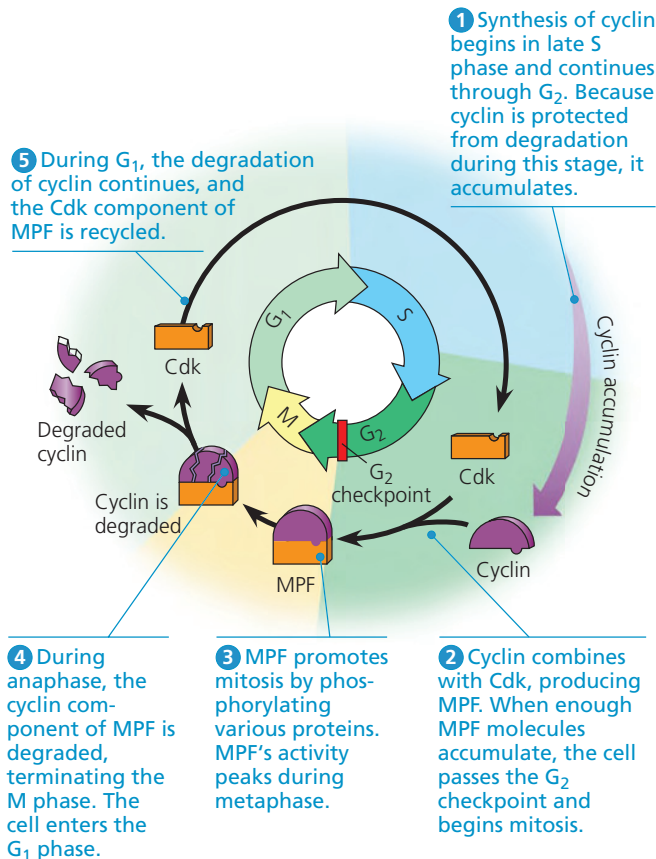 1 Synthesis of cyclin
begins in late S
phase and continues
through G₂. Because
cyclin is protected
from degradation
during this stage, it
accumulates.
5 During G₁, the degradation
of cyclin continues, and
the Cdk component of
MPF is recycled.
G₁
S
G₂
M
G₂
checkpoint
Cyclin accumulation
Cdk
Degraded
cyclin
Cyclin is
degraded
MPF
Cdk
Cyclin
4 During
anaphase, the
cyclin com-
ponent of MPF is
degraded,
terminating the
M phase. The
cell enters the
G₁ phase.
3 MPF promotes
mitosis by phos-
phorylating
various proteins.
MPF's activity
peaks during
metaphase.
2 Cyclin combines
with Cdk, producing
MPF. When enough
MPF molecules
accumulate, the cell
passes the G₂
checkpoint and
begins mitosis.